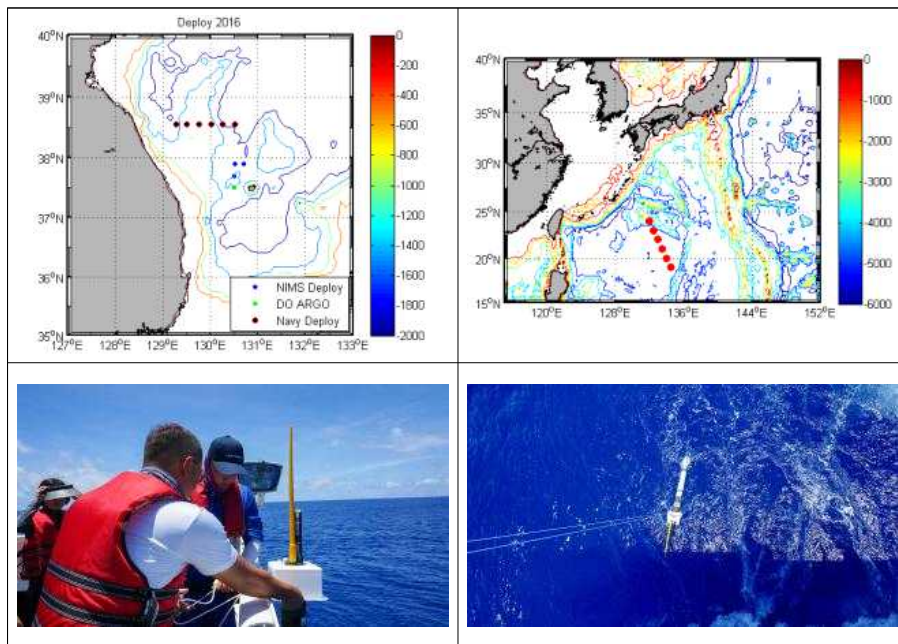 Deploy 2016
40°N
39°N
38°N
37°N
36°N
35°N
127°E 128°E 129°E 130°E 131°E 132°E 133°E
0
-200
-400
-600
-800
-1000
-1200
-1400
-1600
-1800
-2000
NIMS Deploy
DO ARGO
Navy Deploy
40°N
35°N
30°N
25°N
20°N
15°N
120°E 128°E 136°E 144°E 152°E
0
-1000
-2000
-3000
-4000
-5000
-6000